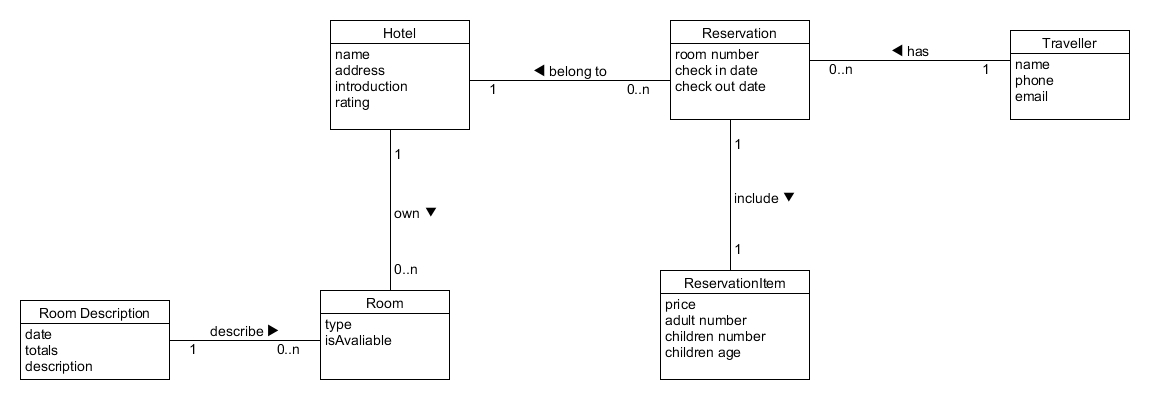 Hotel
name
address
introduction
rating
◀ belong to
1
0..n
Reservation
room number
check in date
check out date
◀ has
0..n
1
Traveller
name
phone
email
1
own ▼
0..n
1
include ▼
1
Room Description
date
totals
description
describe ▶
1
0..n
Room
type
isAvaliable
ReservationItem
price
adult number
children number
children age